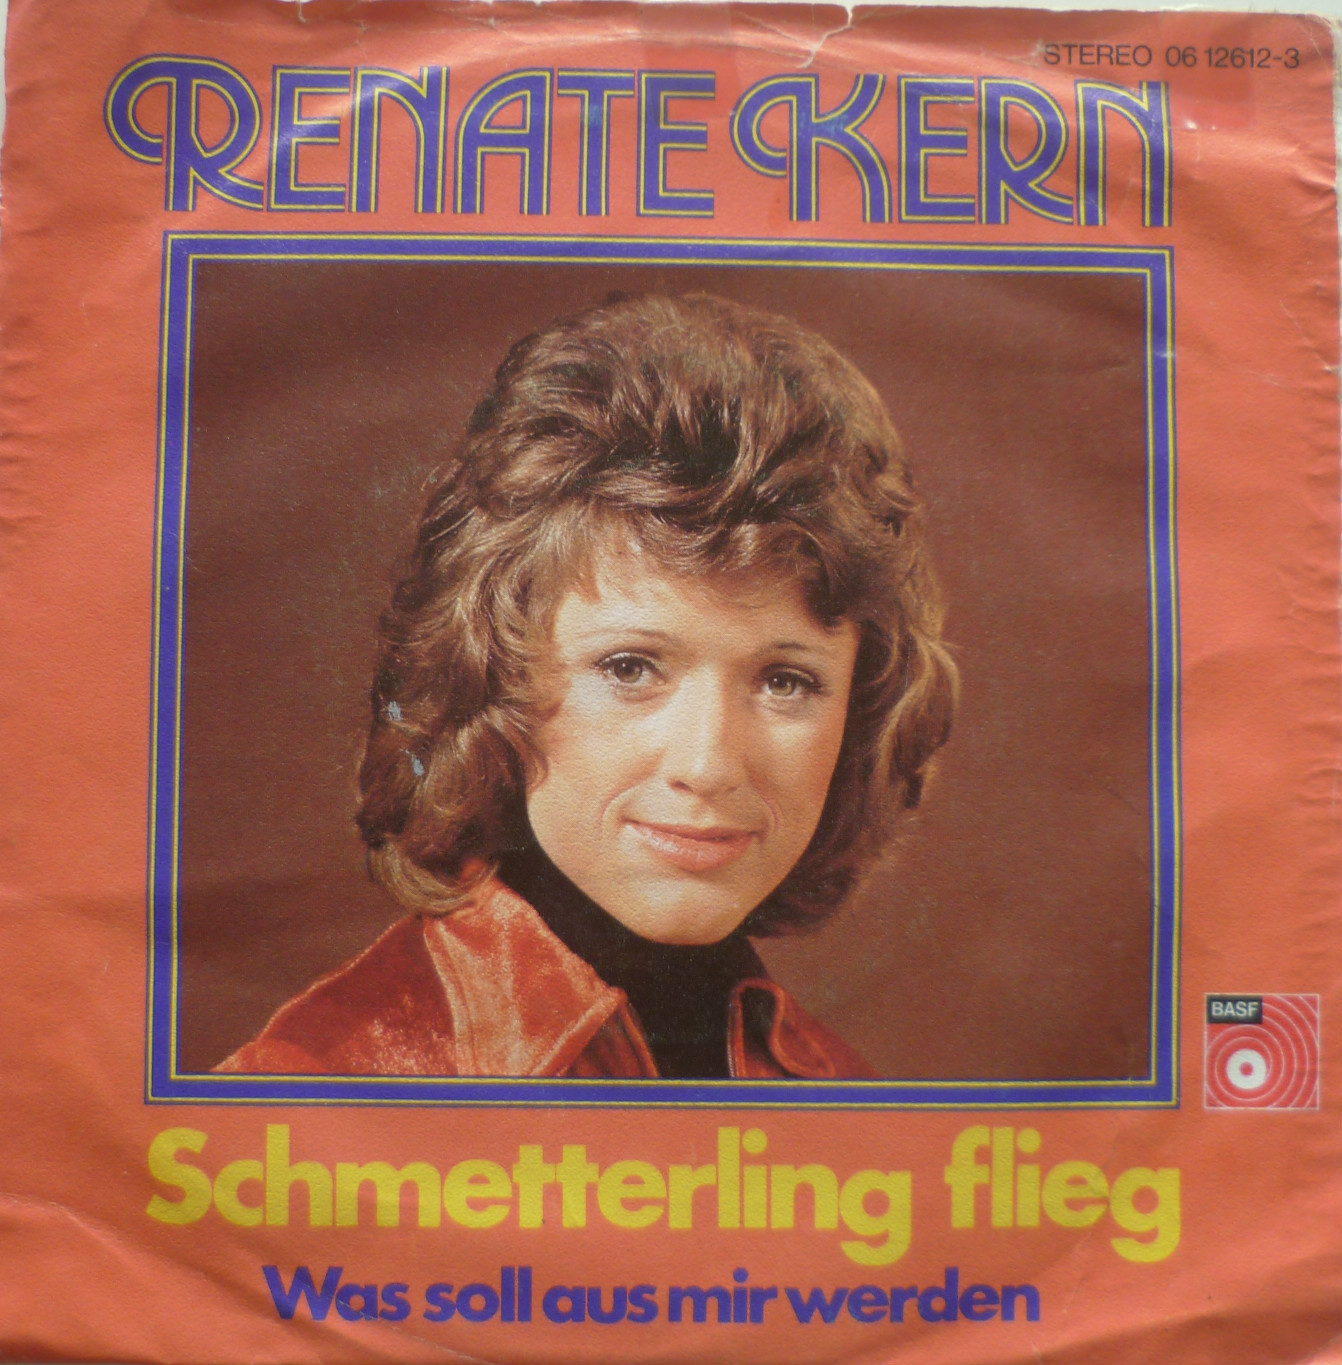 STEREO 06 12612-3
RENATE KERN
BASF
Schmetterling flieg
Was soll aus mir werden